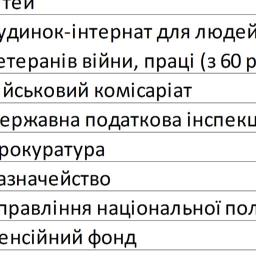 тей
удинок-інтернат для людей
етеранів війни, праці (з 60 р
ійськовий комісаріат
ержавна податкова інспекц
рокуратура
азначейство
правління національної пол
енсійний фонд